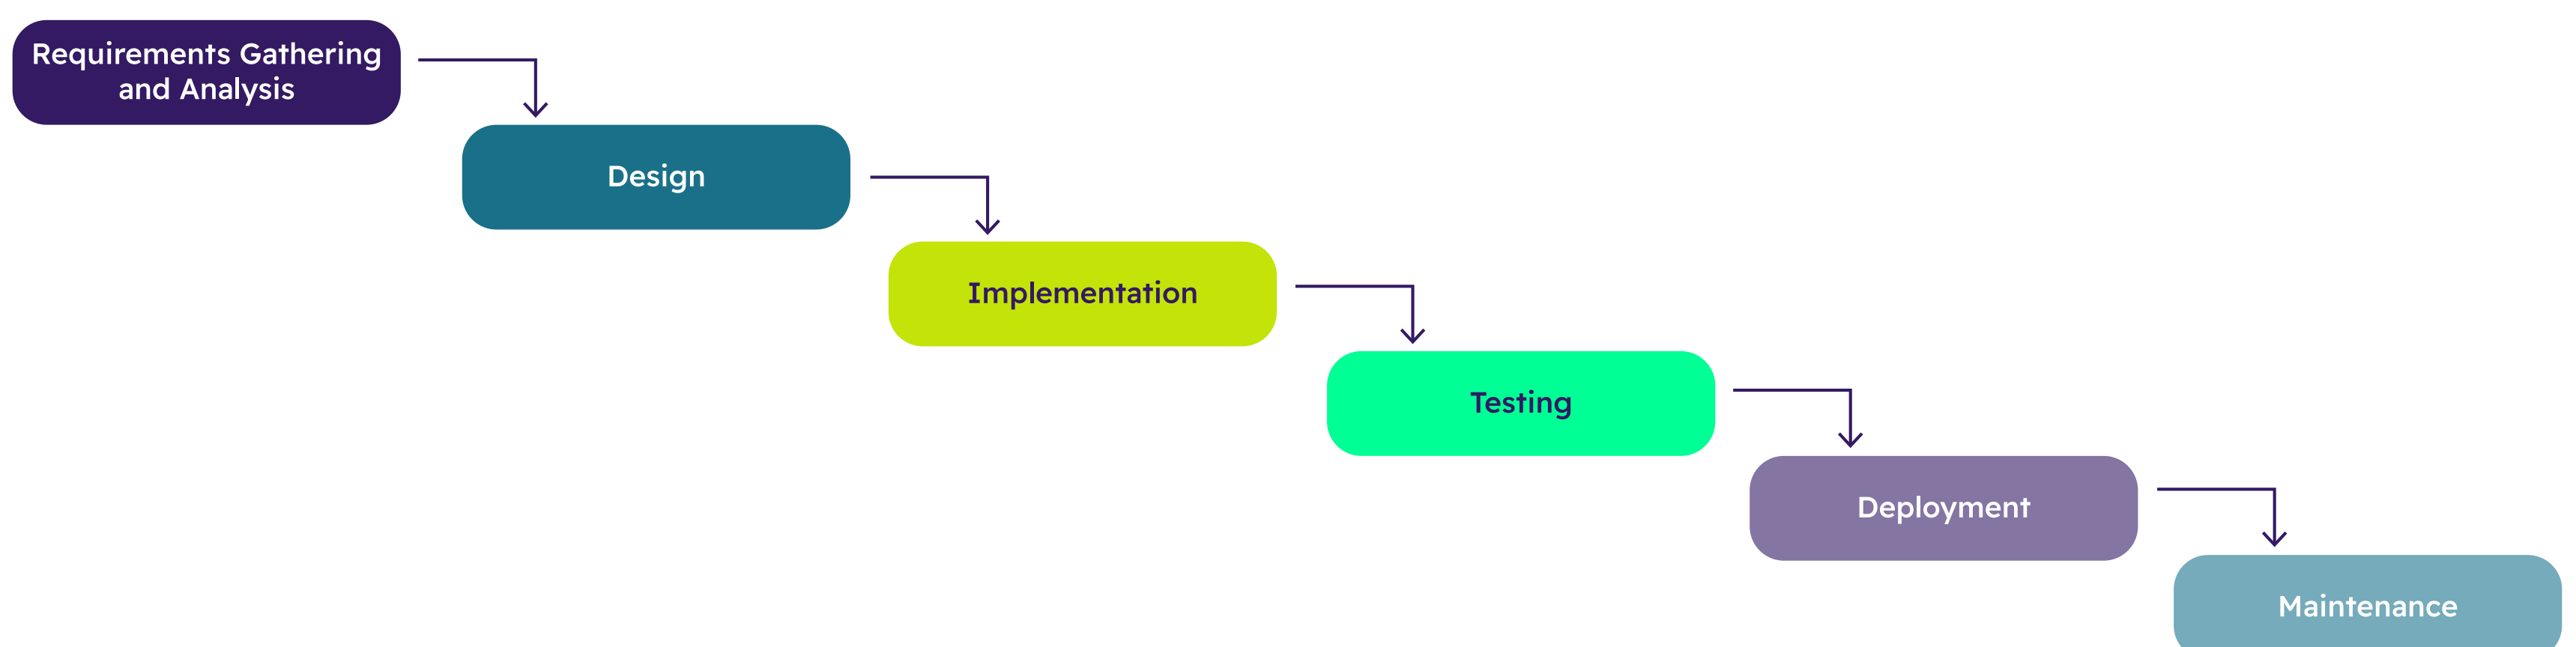 Requirements Gathering
and Analysis
Design
Implementation
Testing
Deployment
Maintenance